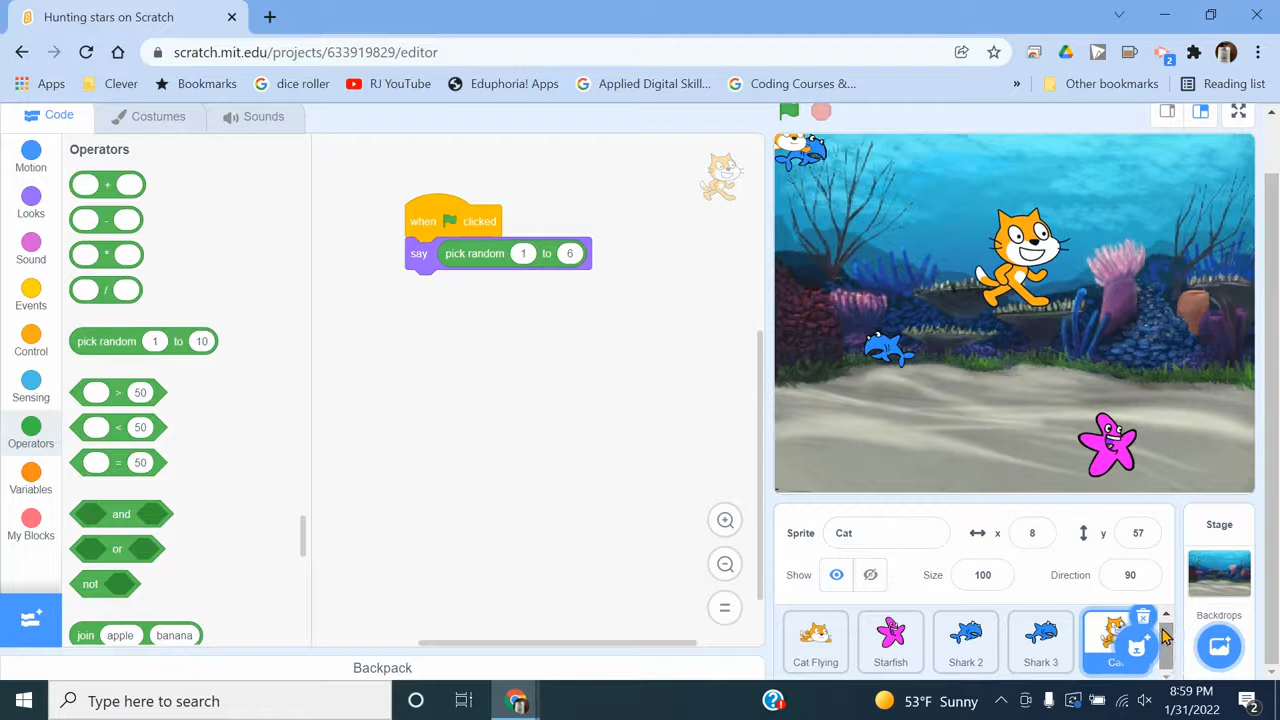 Hunting stars on Scratch
scratch.mit.edu/projects/633919829/editor
2
Apps
Clever
Bookmarks
dice roller
RJ YouTube
Eduphoria! Apps
Applied Digital Skill...
Coding Courses &...
»
Other bookmarks
Reading list
Code
Costumes
Sounds
Motion
Looks
Sound
Events
Control
Sensing
Operators
Variables
My Blocks
Operators
+
-
*
/
pick random 1 to 10
> 50
< 50
= 50
and
or
not
join apple banana
when clicked
say pick random 1 to 6
Sprite Cat x 8 y 57
Show Size 100 Direction 90
Cat Flying
Starfish
Shark 2
Shark 3
Stage
Backdrops
Backpack
Type here to search
53°F Sunny
8:59 PM
1/31/2022
2